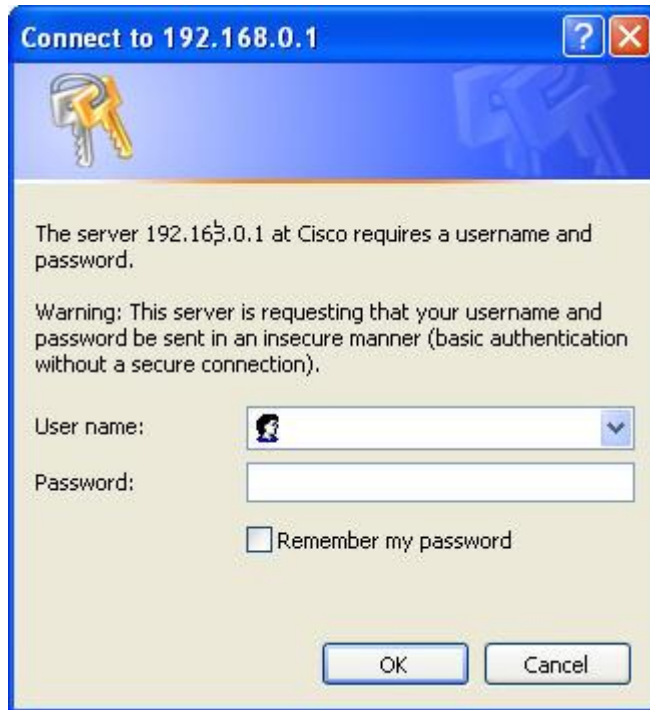 Connect to 192.168.0.1
The server 192.168.0.1 at Cisco requires a username and
password.
Warning: This server is requesting that your username and
password be sent in an insecure manner (basic authentication
without a secure connection).
User name:
Password:
Remember my password
OK
Cancel